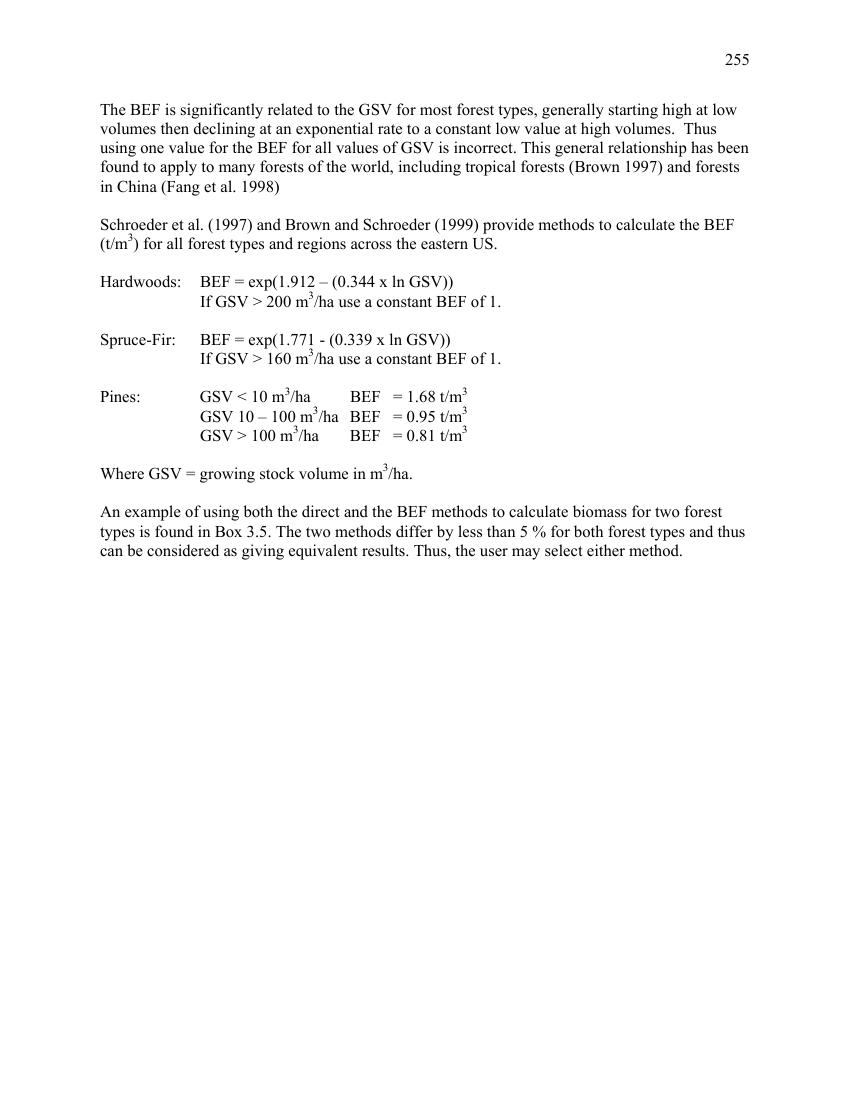 255
The BEF is significantly related to the GSV for most forest types, generally starting high at low
volumes then declining at an exponential rate to a constant low value at high volumes.  Thus
using one value for the BEF for all values of GSV is incorrect. This general relationship has been
found to apply to many forests of the world, including tropical forests (Brown 1997) and forests
in China (Fang et al. 1998)
Schroeder et al. (1997) and Brown and Schroeder (1999) provide methods to calculate the BEF
(t/m³) for all forest types and regions across the eastern US.
Hardwoods: BEF = exp(1.912 – (0.344 x ln GSV))
If GSV > 200 m³/ha use a constant BEF of 1.
Spruce-Fir: BEF = exp(1.771 - (0.339 x ln GSV))
If GSV > 160 m³/ha use a constant BEF of 1.
Pines: GSV < 10 m³/ha BEF = 1.68 t/m³
GSV 10 – 100 m³/ha BEF = 0.95 t/m³
GSV > 100 m³/ha BEF = 0.81 t/m³
Where GSV = growing stock volume in m³/ha.
An example of using both the direct and the BEF methods to calculate biomass for two forest
types is found in Box 3.5. The two methods differ by less than 5 % for both forest types and thus
can be considered as giving equivalent results. Thus, the user may select either method.